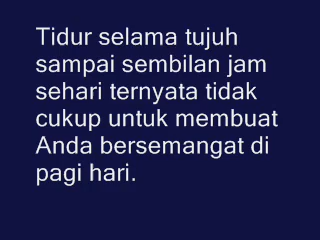 Tidur selama tujuh
sampai sembilan jam
sehari ternyata tidak
cukup untuk membuat
Anda bersemangat di
pagi hari.